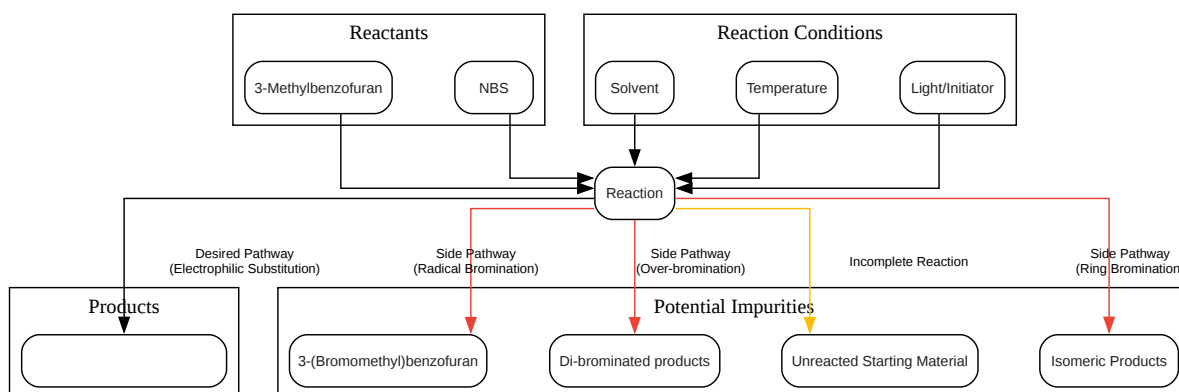 Reactants
Reaction Conditions
3-Methylbenzofuran
NBS
Solvent
Temperature
Light/Initiator
Reaction
Desired Pathway
(Electrophilic Substitution)
Side Pathway
(Radical Bromination)
Side Pathway
(Over-bromination)
Incomplete Reaction
Side Pathway
(Ring Bromination
Products
Potential Impurities
3-(Bromomethyl)benzofuran
Di-brominated products
Unreacted Starting Material
Isomeric Products